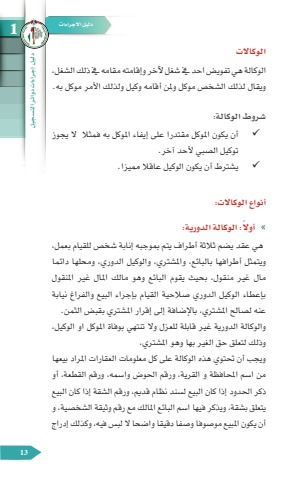 دليل الاجراءات
1
دليل إجراءات دوائر التسجيل
الوكالات
الوكالة هي تفويض احد في شغل لآخر وإقامته مقامه في ذلك الشغل،
ويقال لذلك الشخص موكل ولمن أقامه وكيل ولذلك الأمر موكل به.
شروط الوكالة:
✓ أن يكون الموكل مقتدرا على إيفاء الموكل به فمثلا لا يجوز
توكيل الصبي لأحد آخر.
✓ يشترط أن يكون الوكيل عاقلا مميزا.
أنواع الوكالات:
» أولاً: الوكالة الدورية:
هي عقد يضم ثلاثة أطراف يتم بموجبه إنابة شخص للقيام بعمل،
ويتمثل أطرافها بالبائع، والمشتري، والوكيل الدوري، ومحلها دائما
مال غير منقول، بحيث يقوم البائع وهو مالك المال غير المنقول
بإعطاء الوكيل الدوري صلاحية القيام بإجراء البيع والفراغ نيابة
عنه لصالح المشتري، بالإضافة إلى إقرار المشتري بقبض الثمن.
والوكالة الدورية غير قابلة للعزل ولا تنتهي بوفاة الموكل او الوكيل،
وذلك لتعلق حق الغير بها وهو المشتري.
ويجب أن تحتوي هذه الوكالة على كل معلومات العقارات المراد بيعها
من اسم المحافظة و القرية، ورقم الحوض واسمه، ورقم القطعة، أو
ذكر الحدود إذا كان البيع لسند نظام قديم، ورقم الشقة إذا كان البيع
يتعلق بشقة، ويذكر فيها اسم البائع المالك مع رقم وثيقة الشخصية، و
أن يكون المبيع موصوفا وصفا دقيقا واضحا لا لبس فيه، وكذلك إدراج
13